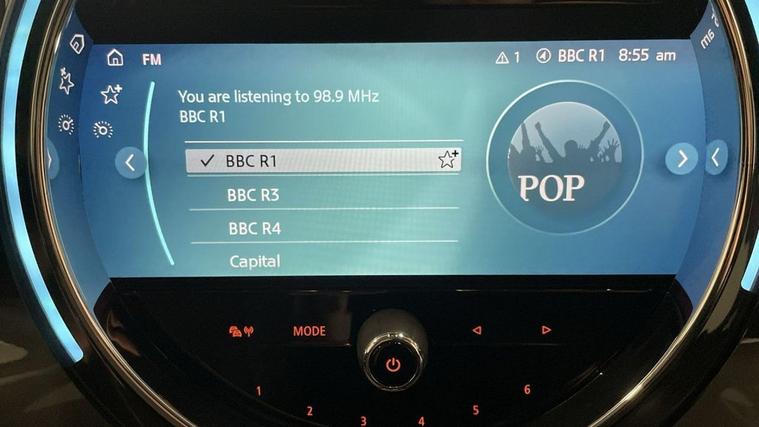 FM
1 BBC R1 8:55 am
am
You are listening to 98.9 MHz
BBC R1
BBC R1
BBC R3
BBC R4
Capital
POP
MODE
1
2
3
4
5
6